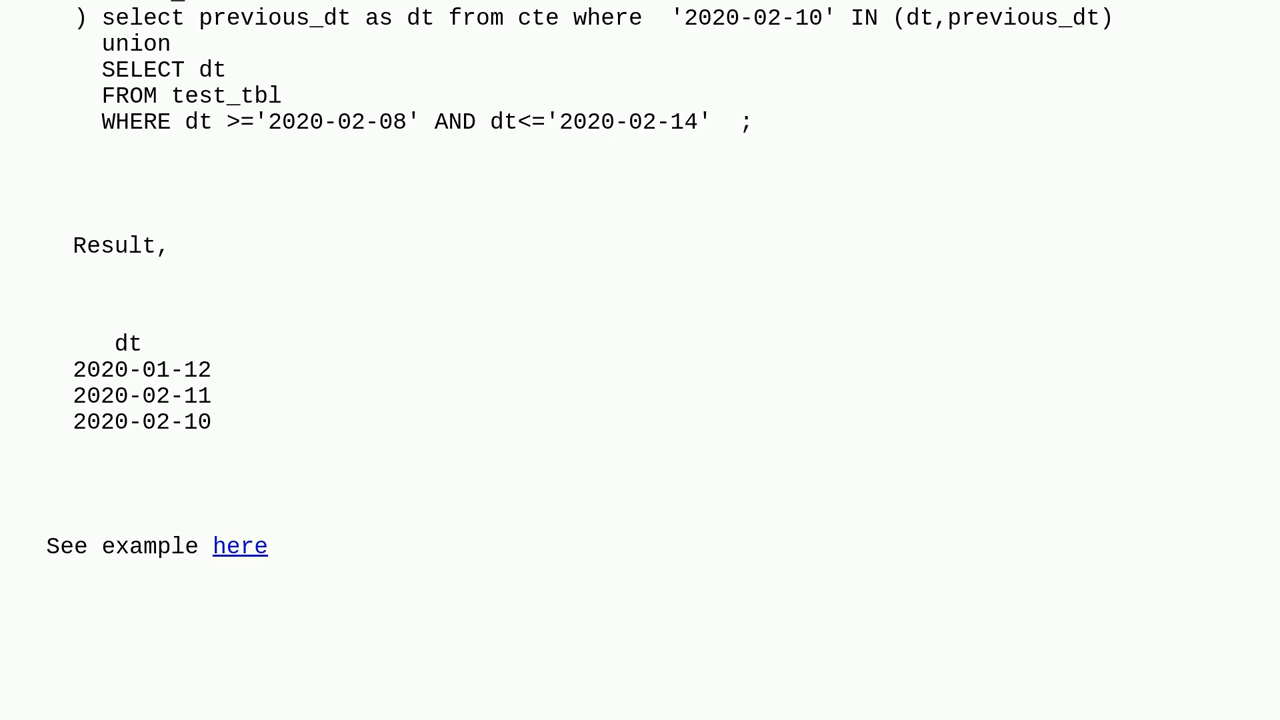 ) select previous_dt as dt from cte where  '2020-02-10' IN (dt,previous_dt)
union
SELECT dt
FROM test_tbl
WHERE dt >='2020-02-08' AND dt<='2020-02-14'  ;
Result,
dt
2020-01-12
2020-02-11
2020-02-10
See example here